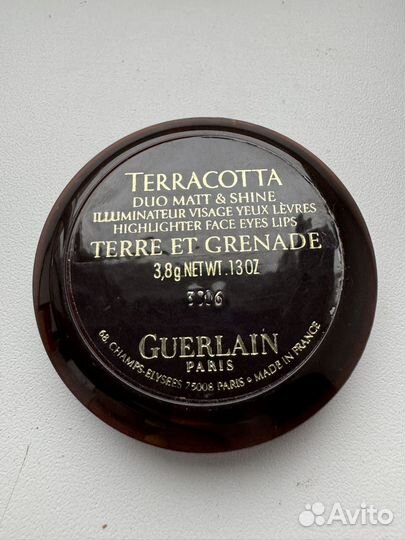 TERRACOTTA
DUO MATT & SHINE
ILLUMINATEUR VISAGE YEUX LÈVRES
HIGHLIGHTER FACE EYES LIPS
TERRE ET GRENADE
3,8g NET WT. 13 OZ
GUERLAIN
PARIS
68, CHAMPS-ELYSEES 75008 PARIS • MADE IN FRANCE
Avito